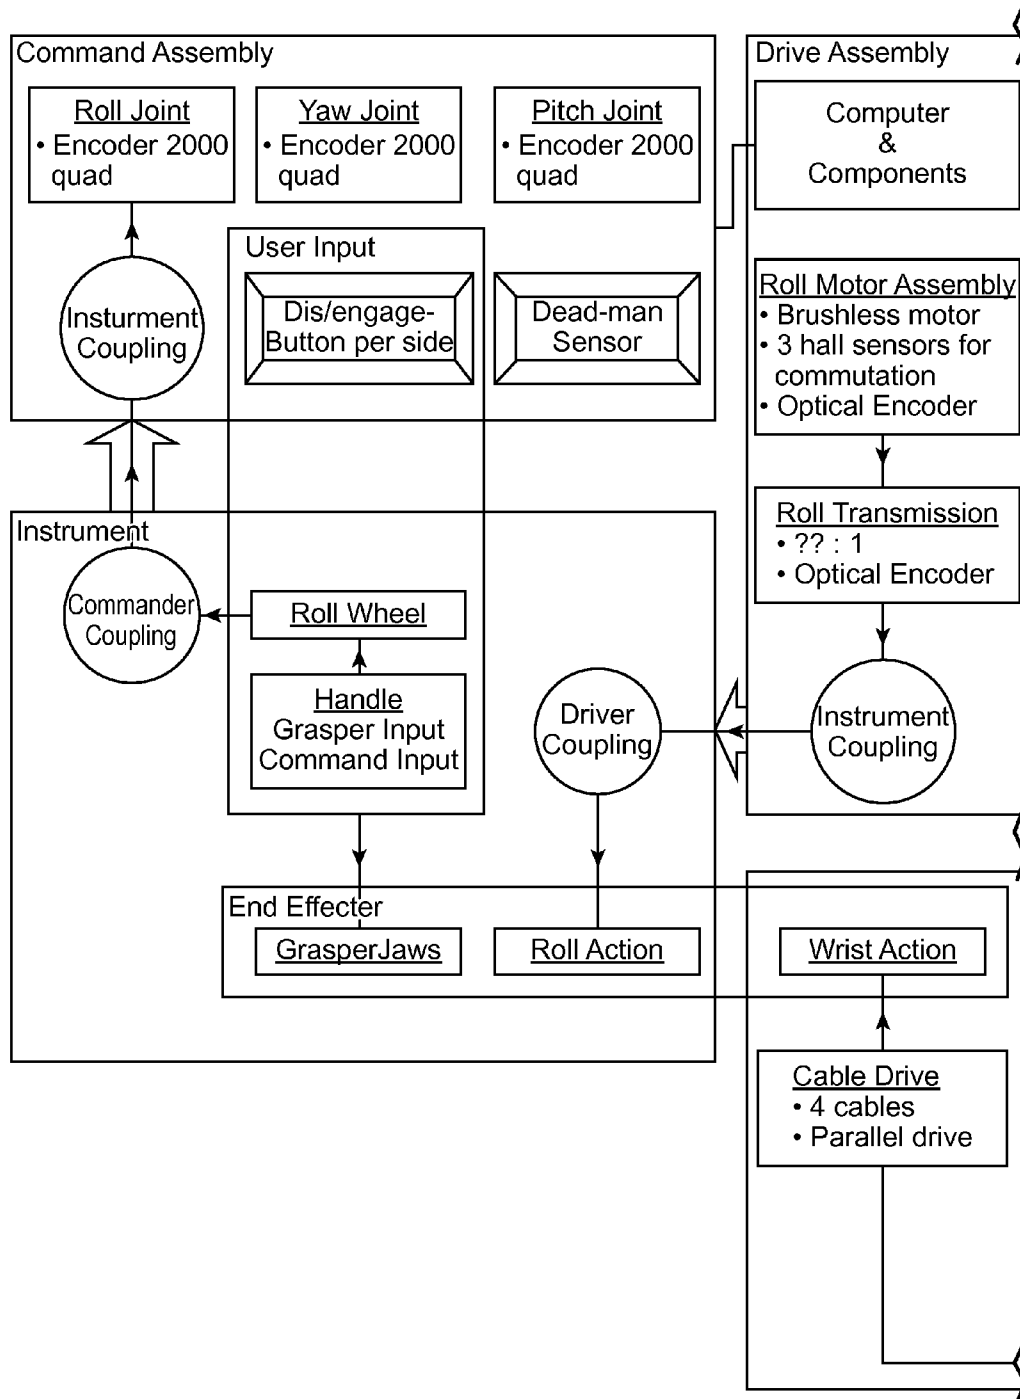 Command Assembly
Roll Joint
• Encoder 2000
quad
Yaw Joint
• Encoder 2000
quad
Pitch Joint
• Encoder 2000
quad
User Input
Insturment
Coupling
Dis/engage-
Button per side
Dead-man
Sensor
Drive Assembly
Computer
&
Components
Roll Motor Assembly
• Brushless motor
• 3 hall sensors for
commutation
• Optical Encoder
Roll Transmission
• ?? : 1
• Optical Encoder
Instrument
Coupling
Instrument
Commander
Coupling
Roll Wheel
Handle
Grasper Input
Command Input
Driver
Coupling
End Effecter
GrasperJaws
Roll Action
Wrist Action
Cable Drive
• 4 cables
• Parallel drive